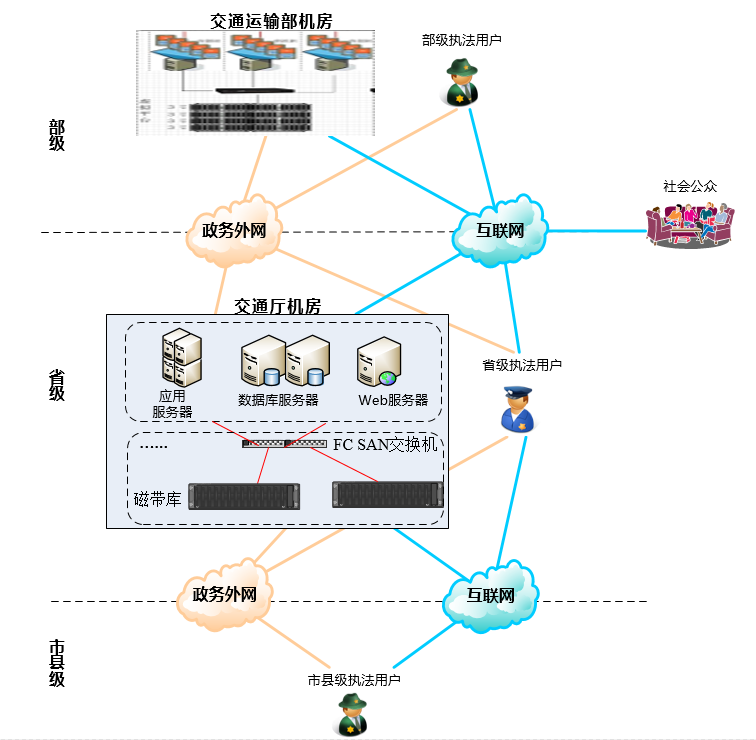 交通运输部机房
部级执法用户
部级
社会公众
政务外网
互联网
交通厅机房
省级
省级执法用户
应用
服务器
数据库服务器
Web服务器
......
FC SAN交换机
磁带库
政务外网
互联网
市县级
市县级执法用户